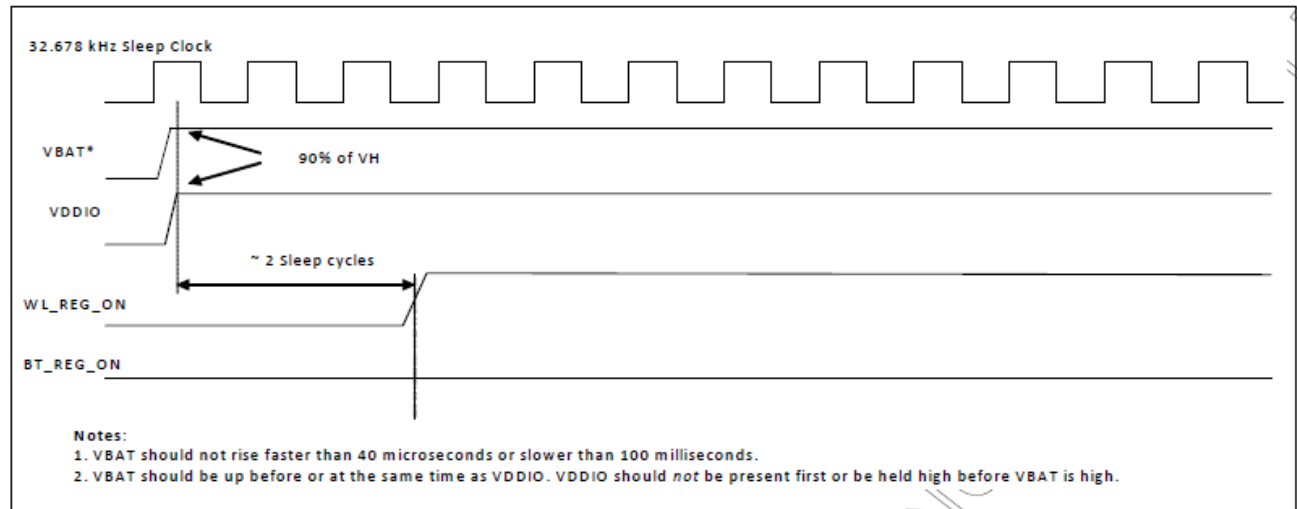 32.678 kHz Sleep Clock
VBAT*
90% of VH
VDDIO
~ 2 Sleep cycles
WL_REG_ON
BT_REG_ON
Notes:
1. VBAT should not rise faster than 40 microseconds or slower than 100 milliseconds.
2. VBAT should be up before or at the same time as VDDIO. VDDIO should not be present first or be held high before VBAT is high.